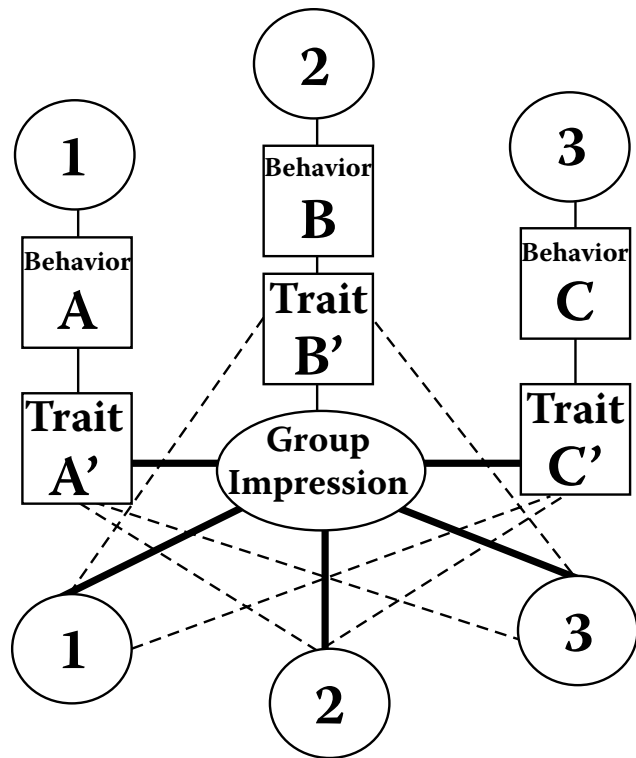 2
1
3
Behavior
B
Behavior
A
Behavior
C
Trait
B’
Trait
A’
Trait
C’
Group
Impression
1
2
3